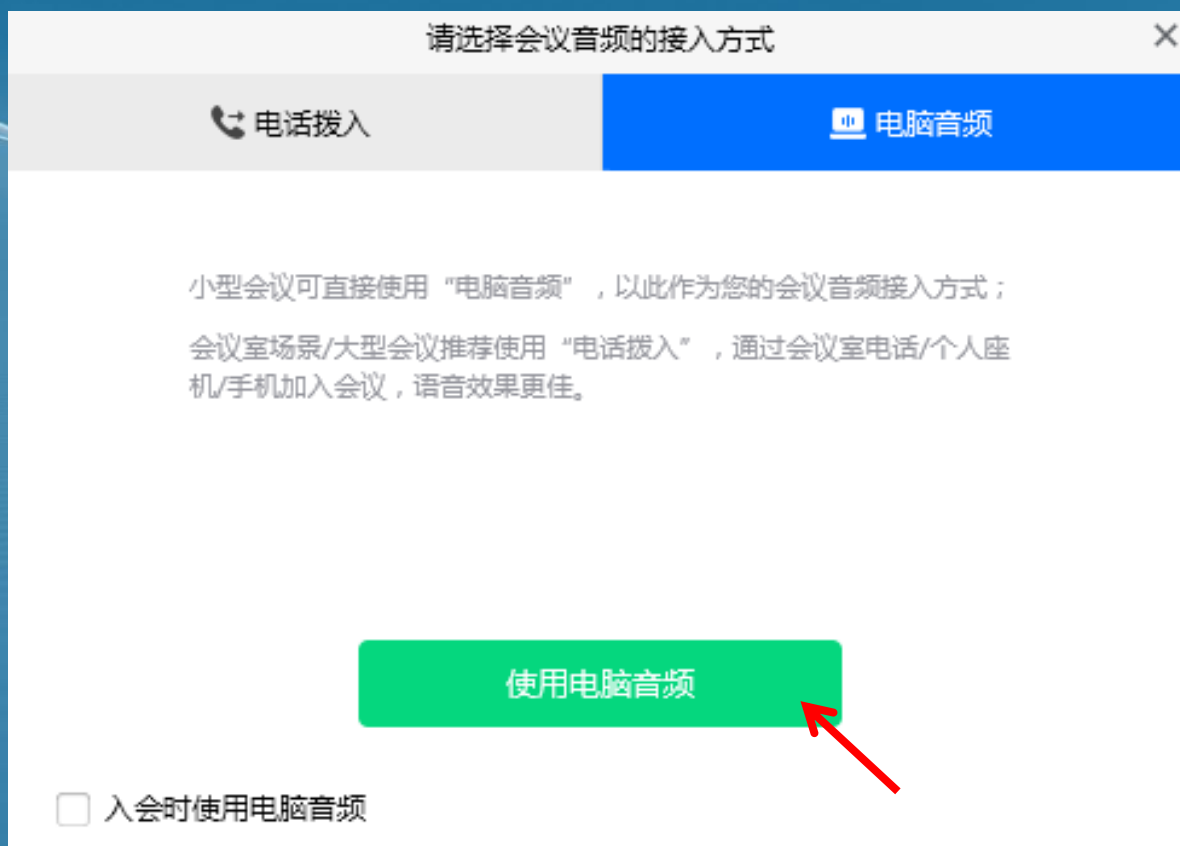 请选择会议音频的接入方式
电话拨入
电脑音频
小型会议可直接使用“电脑音频”，以此作为您的会议音频接入方式；
会议室场景/大型会议推荐使用“电话拨入”，通过会议室电话/个人座
机/手机加入会议，语音效果更佳。
使用电脑音频
入会时使用电脑音频